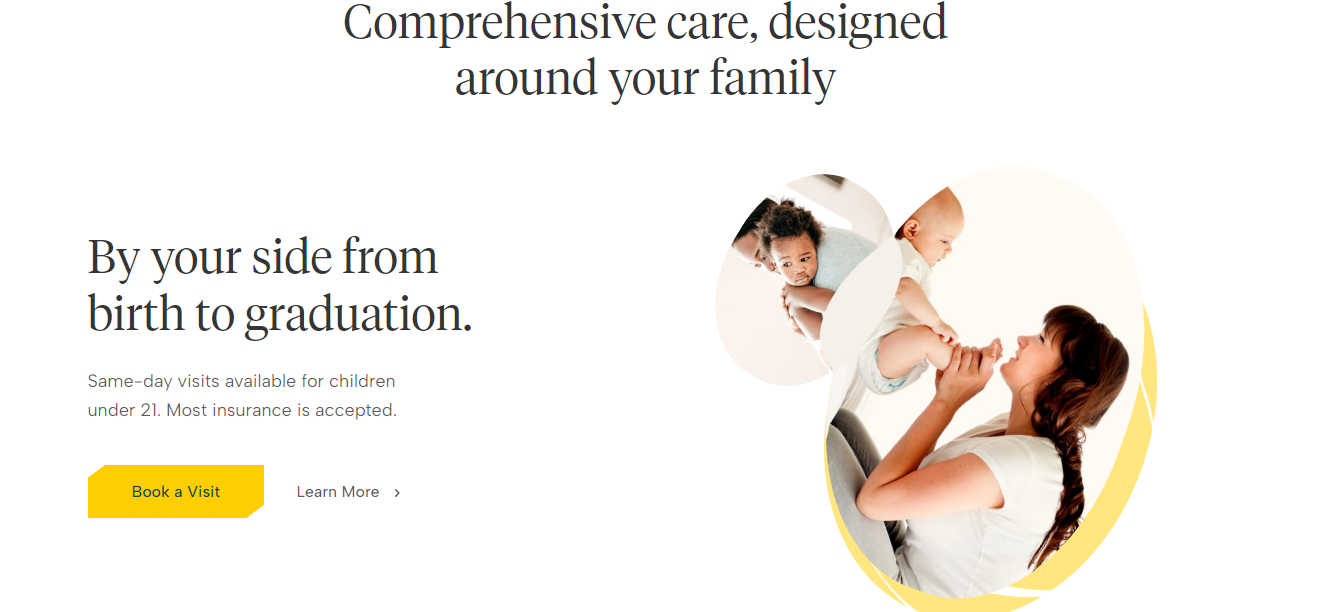 Comprehensive care, designed
around your family
By your side from
birth to graduation.
Same-day visits available for children
under 21. Most insurance is accepted.
Book a Visit
Learn More